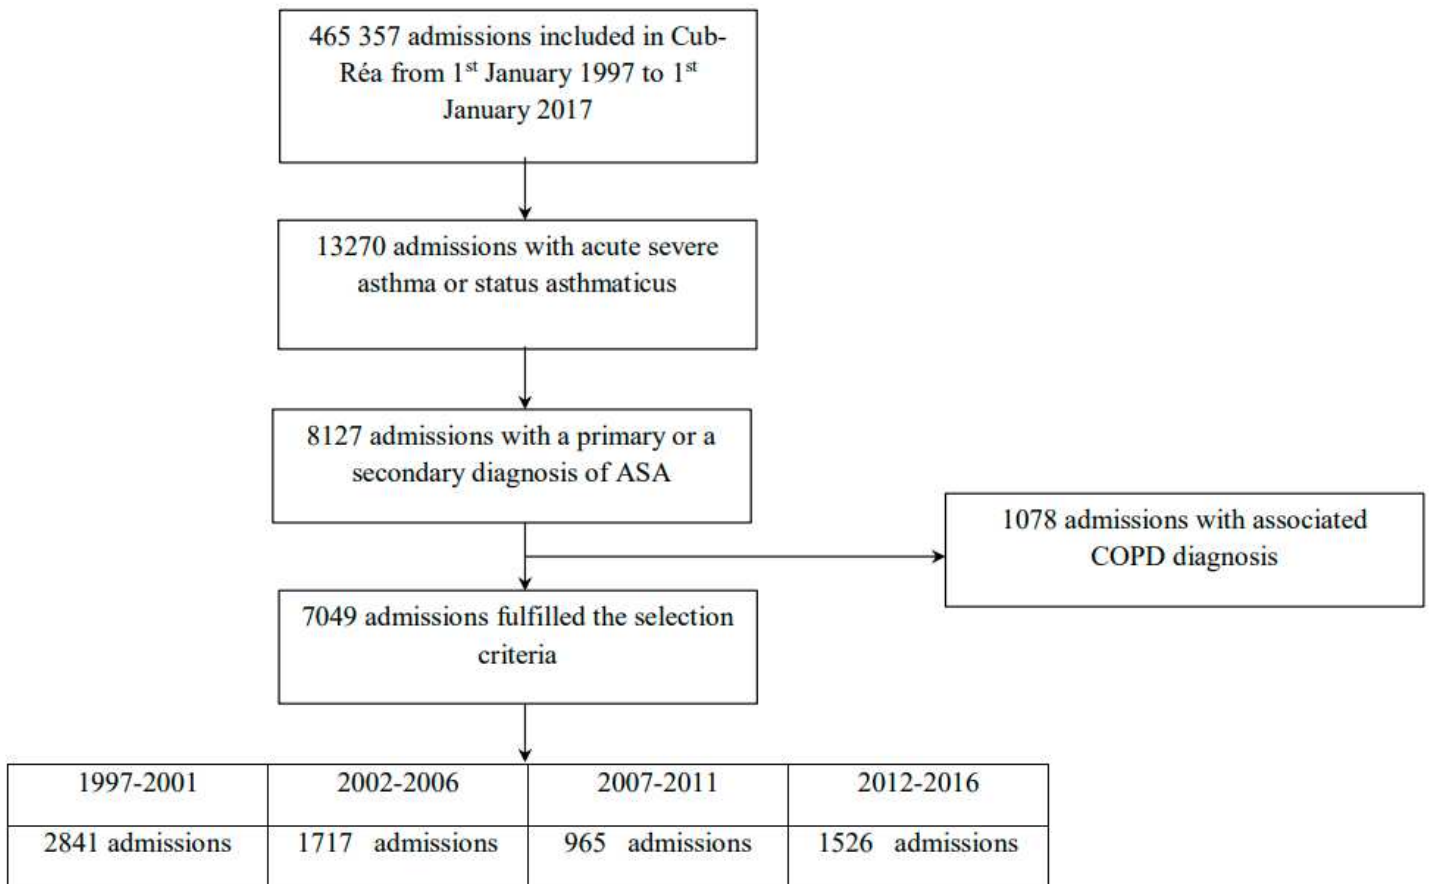 465 357 admissions included in Cub-
Réa from 1st January 1997 to 1st
January 2017
13270 admissions with acute severe
asthma or status asthmaticus
8127 admissions with a primary or a
secondary diagnosis of ASA
1078 admissions with associated
COPD diagnosis
7049 admissions fulfilled the selection
criteria
1997-2001 2002-2006 2007-2011 2012-2016
2841 admissions 1717 admissions 965 admissions 1526 admissions